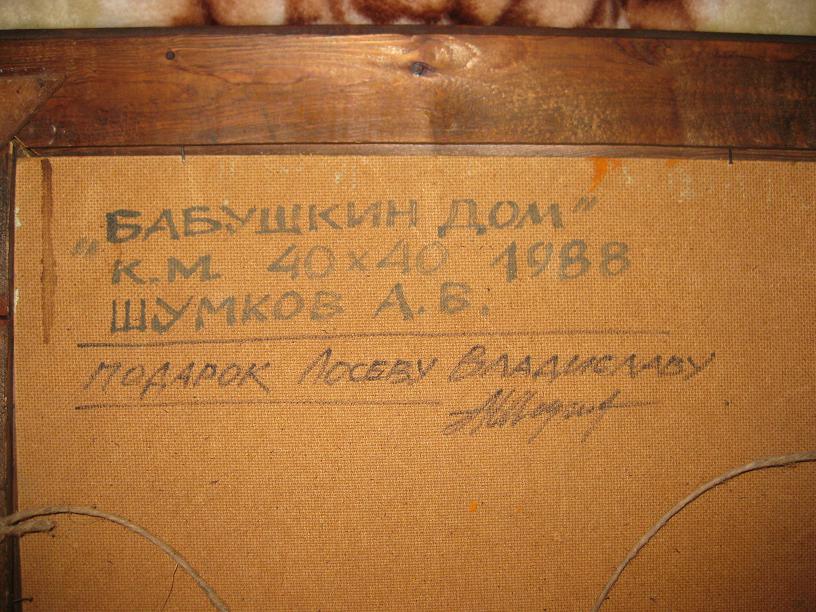 "БАБУШКИН ДОМ"
К.М. 40×40 1988
ШУМКОВ А.Б.
ПОДАРОК ЛОСЕВУ ВЛАДИСЛАВУ